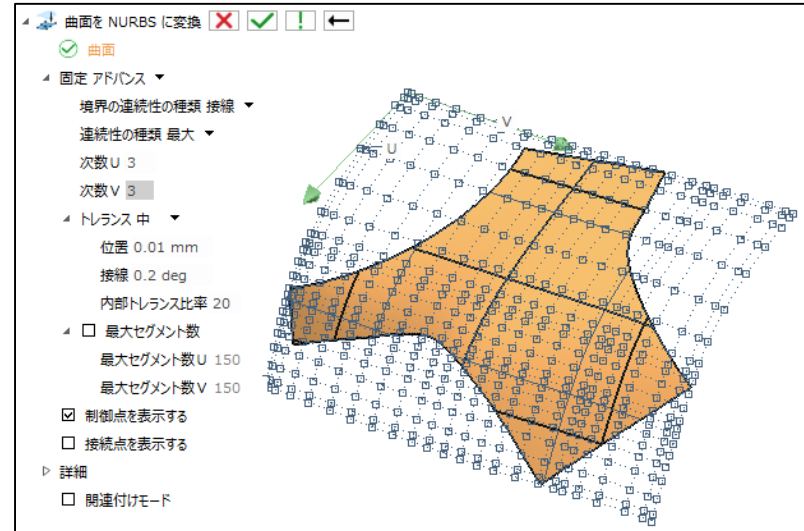 曲面を NURBS に変換
曲面
固定 アドバンス
境界の連続性の種類 接線
連続性の種類 最大
次数U 3
次数V 3
トレランス 中
位置 0.01 mm
接線 0.2 deg
内部トレランス比率 20
最大セグメント数
最大セグメント数U 150
最大セグメント数V 150
制御点を表示する
接続点を表示する
詳細
関連付けモード
V
U